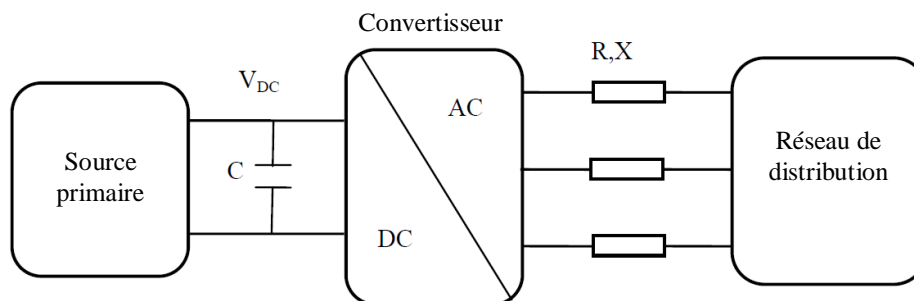 Convertisseur
R,X
V_DC
AC
Source
primaire
C
Réseau de
distribution
DC